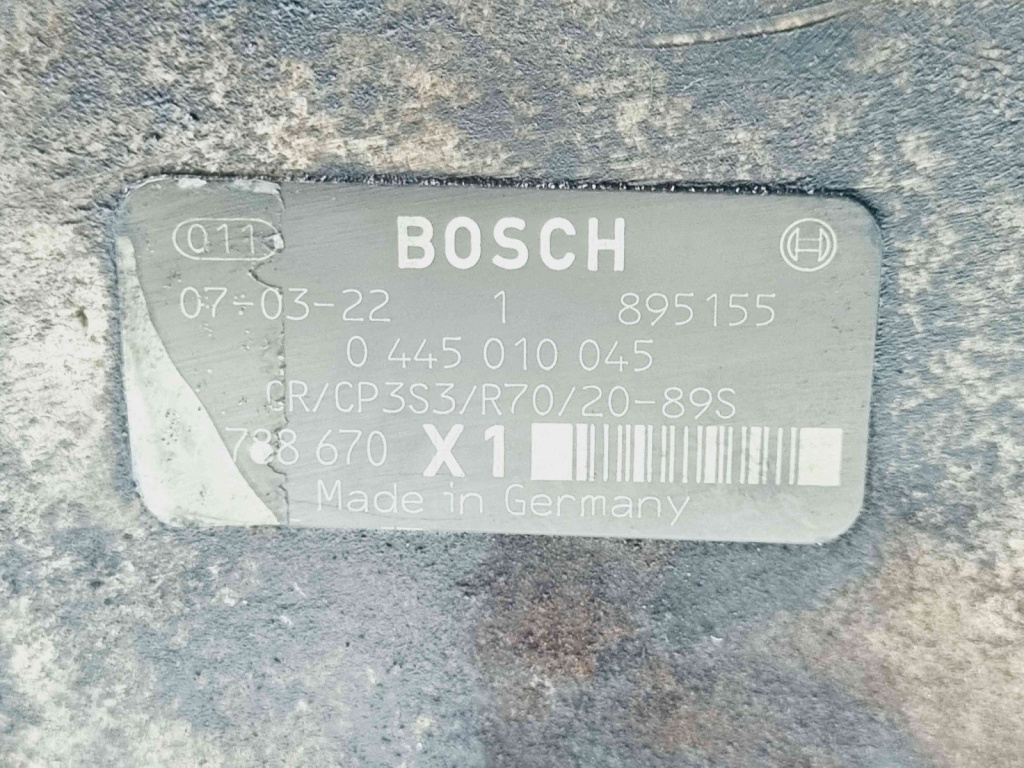 011 BOSCH
07-03-22 1 895155
0 445 010 045
CR/CP3S3/R70/20-89S
788 670 X1
Made in Germany